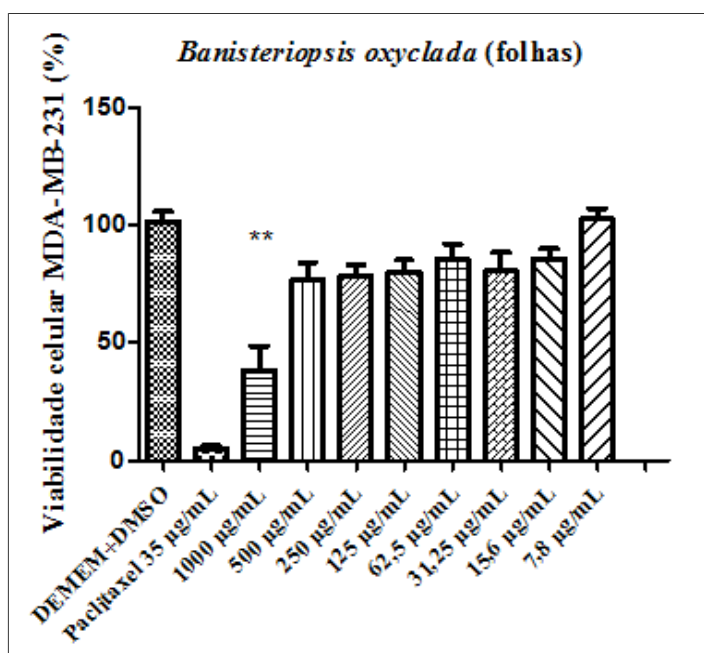 Banisteriopsis oxyclada (folhas)
Viabilidade celular MDA-MB-231 (%)
150
100
50
0
**
DEMEM+DMSO
Paclitaxel 35 µg/mL
1000 µg/mL
500 µg/mL
250 µg/mL
125 µg/mL
62,5 µg/mL
31,25 µg/mL
15,6 µg/mL
7,8 µg/mL